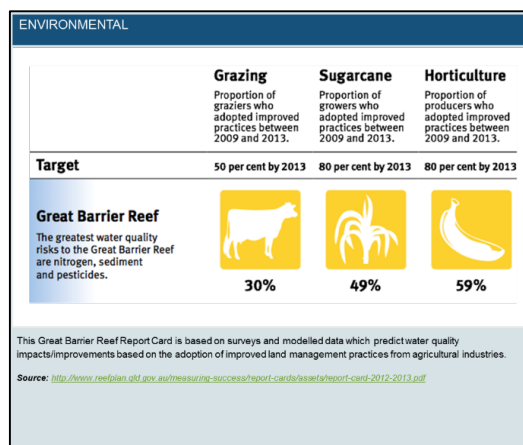 ENVIRONMENTAL
Grazing
Proportion of
graziers who
adopted improved
practices between
2009 and 2013.
Sugarcane
Proportion of
growers who
adopted improved
practices between
2009 and 2013.
Horticulture
Proportion of
producers who
adopted improved
practices between
2009 and 2013.
Target
50 per cent by 2013
80 per cent by 2013
80 per cent by 2013
Great Barrier Reef
The greatest water quality
risks to the Great Barrier Reef
are nitrogen, sediment
and pesticides.
30%
49%
59%
This Great Barrier Reef Report Card is based on surveys and modelled data which predict water quality
impacts/improvements based on the adoption of improved land management practices from agricultural industries.
Source: http://www.reefplan.qld.gov.au/measuring-success/report-cards/assets/report-card-2012-2013.pdf